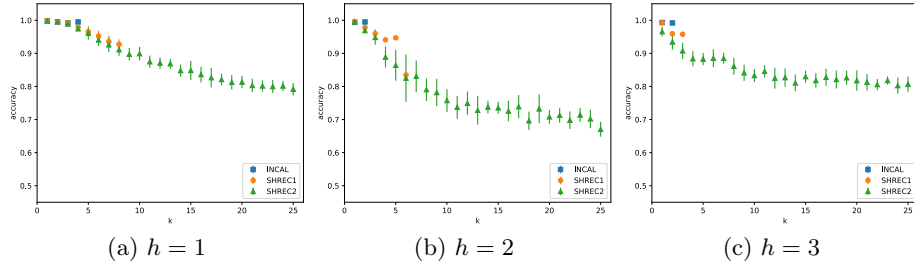 accuracy
1.0
0.9
0.8
0.7
0.6
0.5
0 5 10 15 20 25
k
INCAL
SHREC1
SHREC2
(a) h = 1
accuracy
1.0
0.9
0.8
0.7
0.6
0.5
0 5 10 15 20 25
k
INCAL
SHREC1
SHREC2
(b) h = 2
accuracy
1.0
0.9
0.8
0.7
0.6
0.5
0 5 10 15 20 25
k
INCAL
SHREC1
SHREC2
(c) h = 3